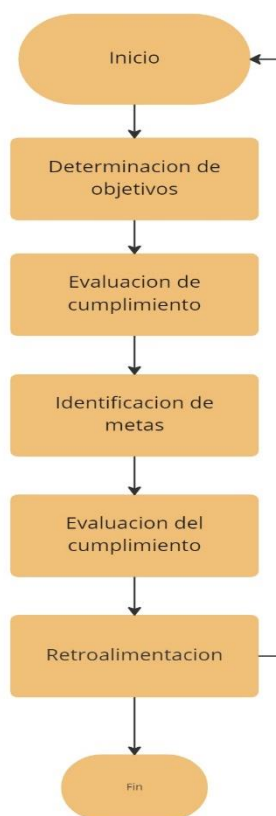 Inicio
Determinacion de
objetivos
Evaluacion de
cumplimiento
Identificacion de
metas
Evaluacion del
cumplimiento
Retroalimentacion
Fin